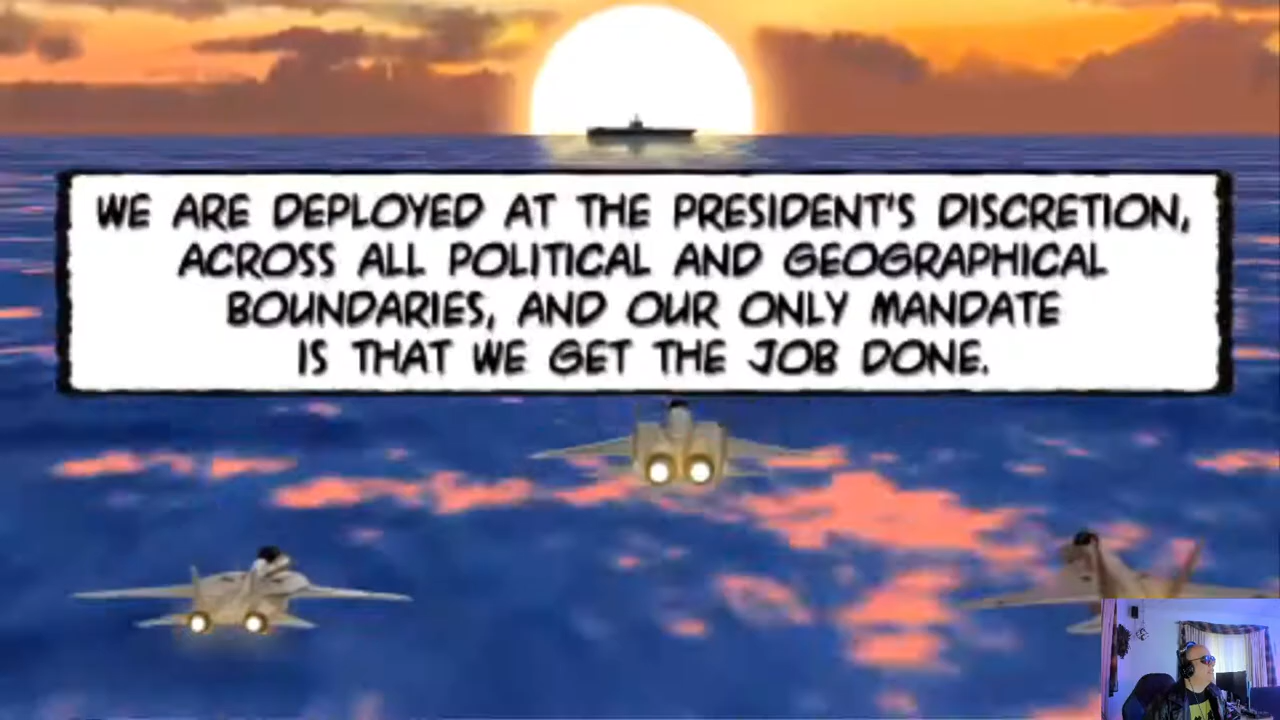 WE ARE DEPLOYED AT THE PRESIDENT'S DISCRETION,
ACROSS ALL POLITICAL AND GEOGRAPHICAL
BOUNDARIES, AND OUR ONLY MANDATE
IS THAT WE GET THE JOB DONE.